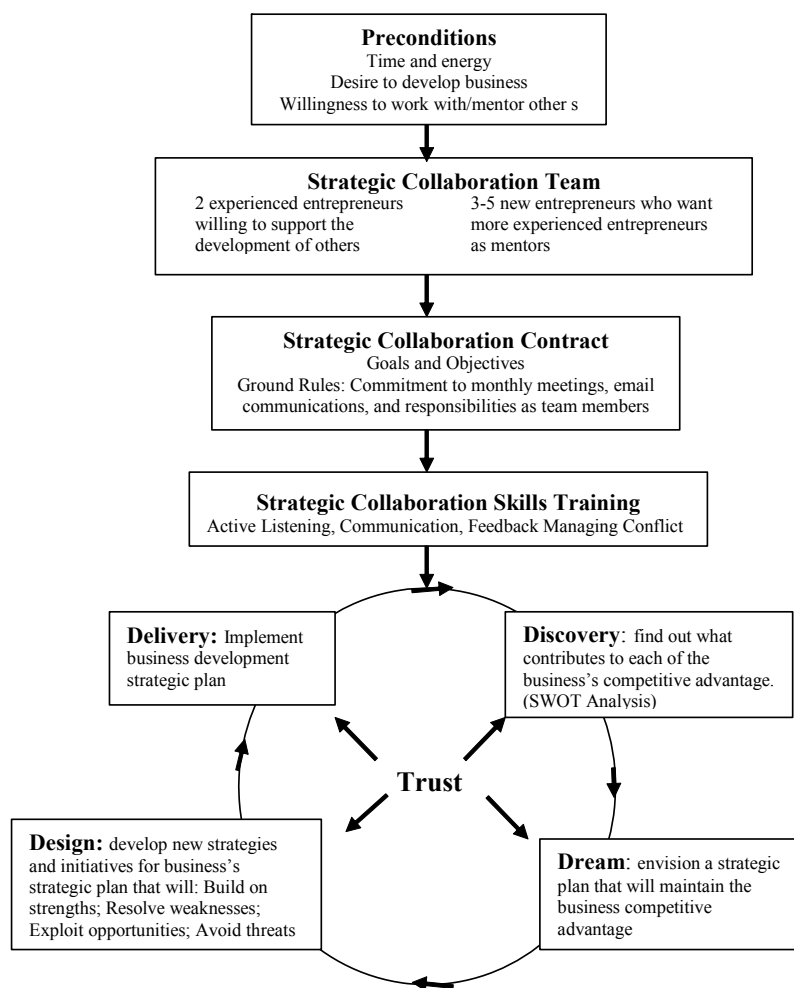 Preconditions
Time and energy
Desire to develop business
Willingness to work with/mentor other s
Strategic Collaboration Team
2 experienced entrepreneurs
willing to support the
development of others
3-5 new entrepreneurs who want
more experienced entrepreneurs
as mentors
Strategic Collaboration Contract
Goals and Objectives
Ground Rules: Commitment to monthly meetings, email
communications, and responsibilities as team members
Strategic Collaboration Skills Training
Active Listening, Communication, Feedback Managing Conflict
Delivery: Implement
business development
strategic plan
Discovery: find out what
contributes to each of the
business's competitive advantage.
(SWOT Analysis)
Trust
Design: develop new strategies
and initiatives for business's
strategic plan that will: Build on
strengths; Resolve weaknesses;
Exploit opportunities; Avoid threats
Dream: envision a strategic
plan that will maintain the
business competitive
advantage